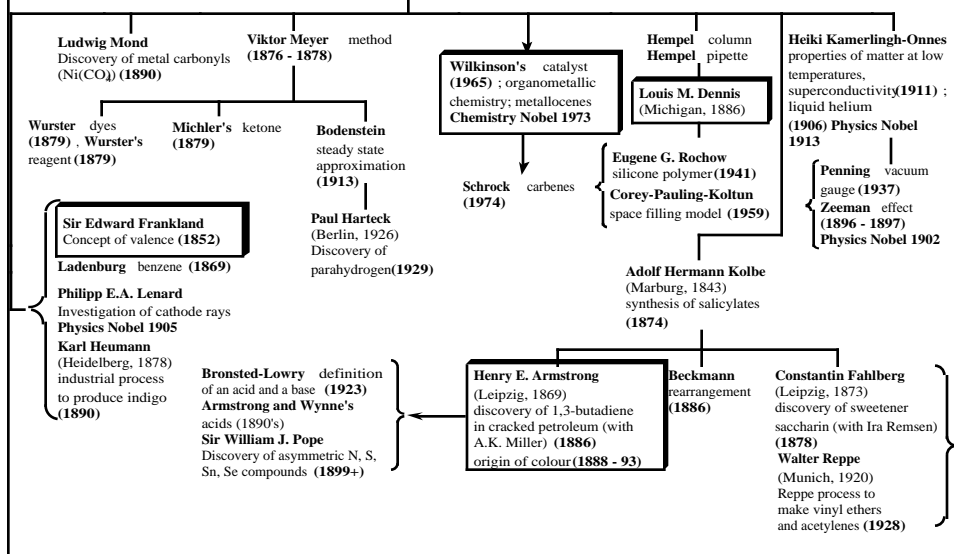 Ludwig Mond
Discovery of metal carbonyls
(Ni(CO)4) (1890)
Viktor Meyer method
(1876 - 1878)
Wurster dyes
(1879) , Wurster's
reagent (1879)
Michler's ketone
(1879)
Bodenstein
steady state
approximation
(1913)
Paul Harteck
(Berlin, 1926)
Discovery of
parahydrogen (1929)
Wilkinson's catalyst
(1965) ; organometallic
chemistry; metallocenes
Chemistry Nobel 1973
Schrock carbenes
(1974)
Hempel column
Hempel pipette
Louis M. Dennis
(Michigan, 1886)
Eugene G. Rochow
silicone polymer (1941)
Corey-Pauling-Koltun
space filling model (1959)
Heiki Kamerlingh-Onnes
properties of matter at low
temperatures,
superconductivity (1911) ;
liquid helium
(1906) Physics Nobel
1913
Penning vacuum
gauge (1937)
Zeeman effect
(1896 - 1897)
Physics Nobel 1902
Sir Edward Frankland
Concept of valence (1852)
Ladenburg benzene (1869)
Philipp E.A. Lenard
Investigation of cathode rays
Physics Nobel 1905
Karl Heumann
(Heidelberg, 1878)
industrial process
to produce indigo
(1890)
Adolf Hermann Kolbe
(Marburg, 1843)
synthesis of salicylates
(1874)
Bronsted-Lowry definition
of an acid and a base (1923)
Armstrong and Wynne's
acids (1890's)
Sir William J. Pope
Discovery of asymmetric N, S,
Sn, Se compounds (1899+)
Henry E. Armstrong
(Leipzig, 1869)
discovery of 1,3-butadiene
in cracked petroleum (with
A.K. Miller) (1886)
origin of colour (1888 - 93)
Beckmann
rearrangement
(1886)
Constantin Fahlberg
(Leipzig, 1873)
discovery of sweetener
saccharin (with Ira Remsen)
(1878)
Walter Reppe
(Munich, 1920)
Reppe process to
make vinyl ethers
and acetylenes (1928)